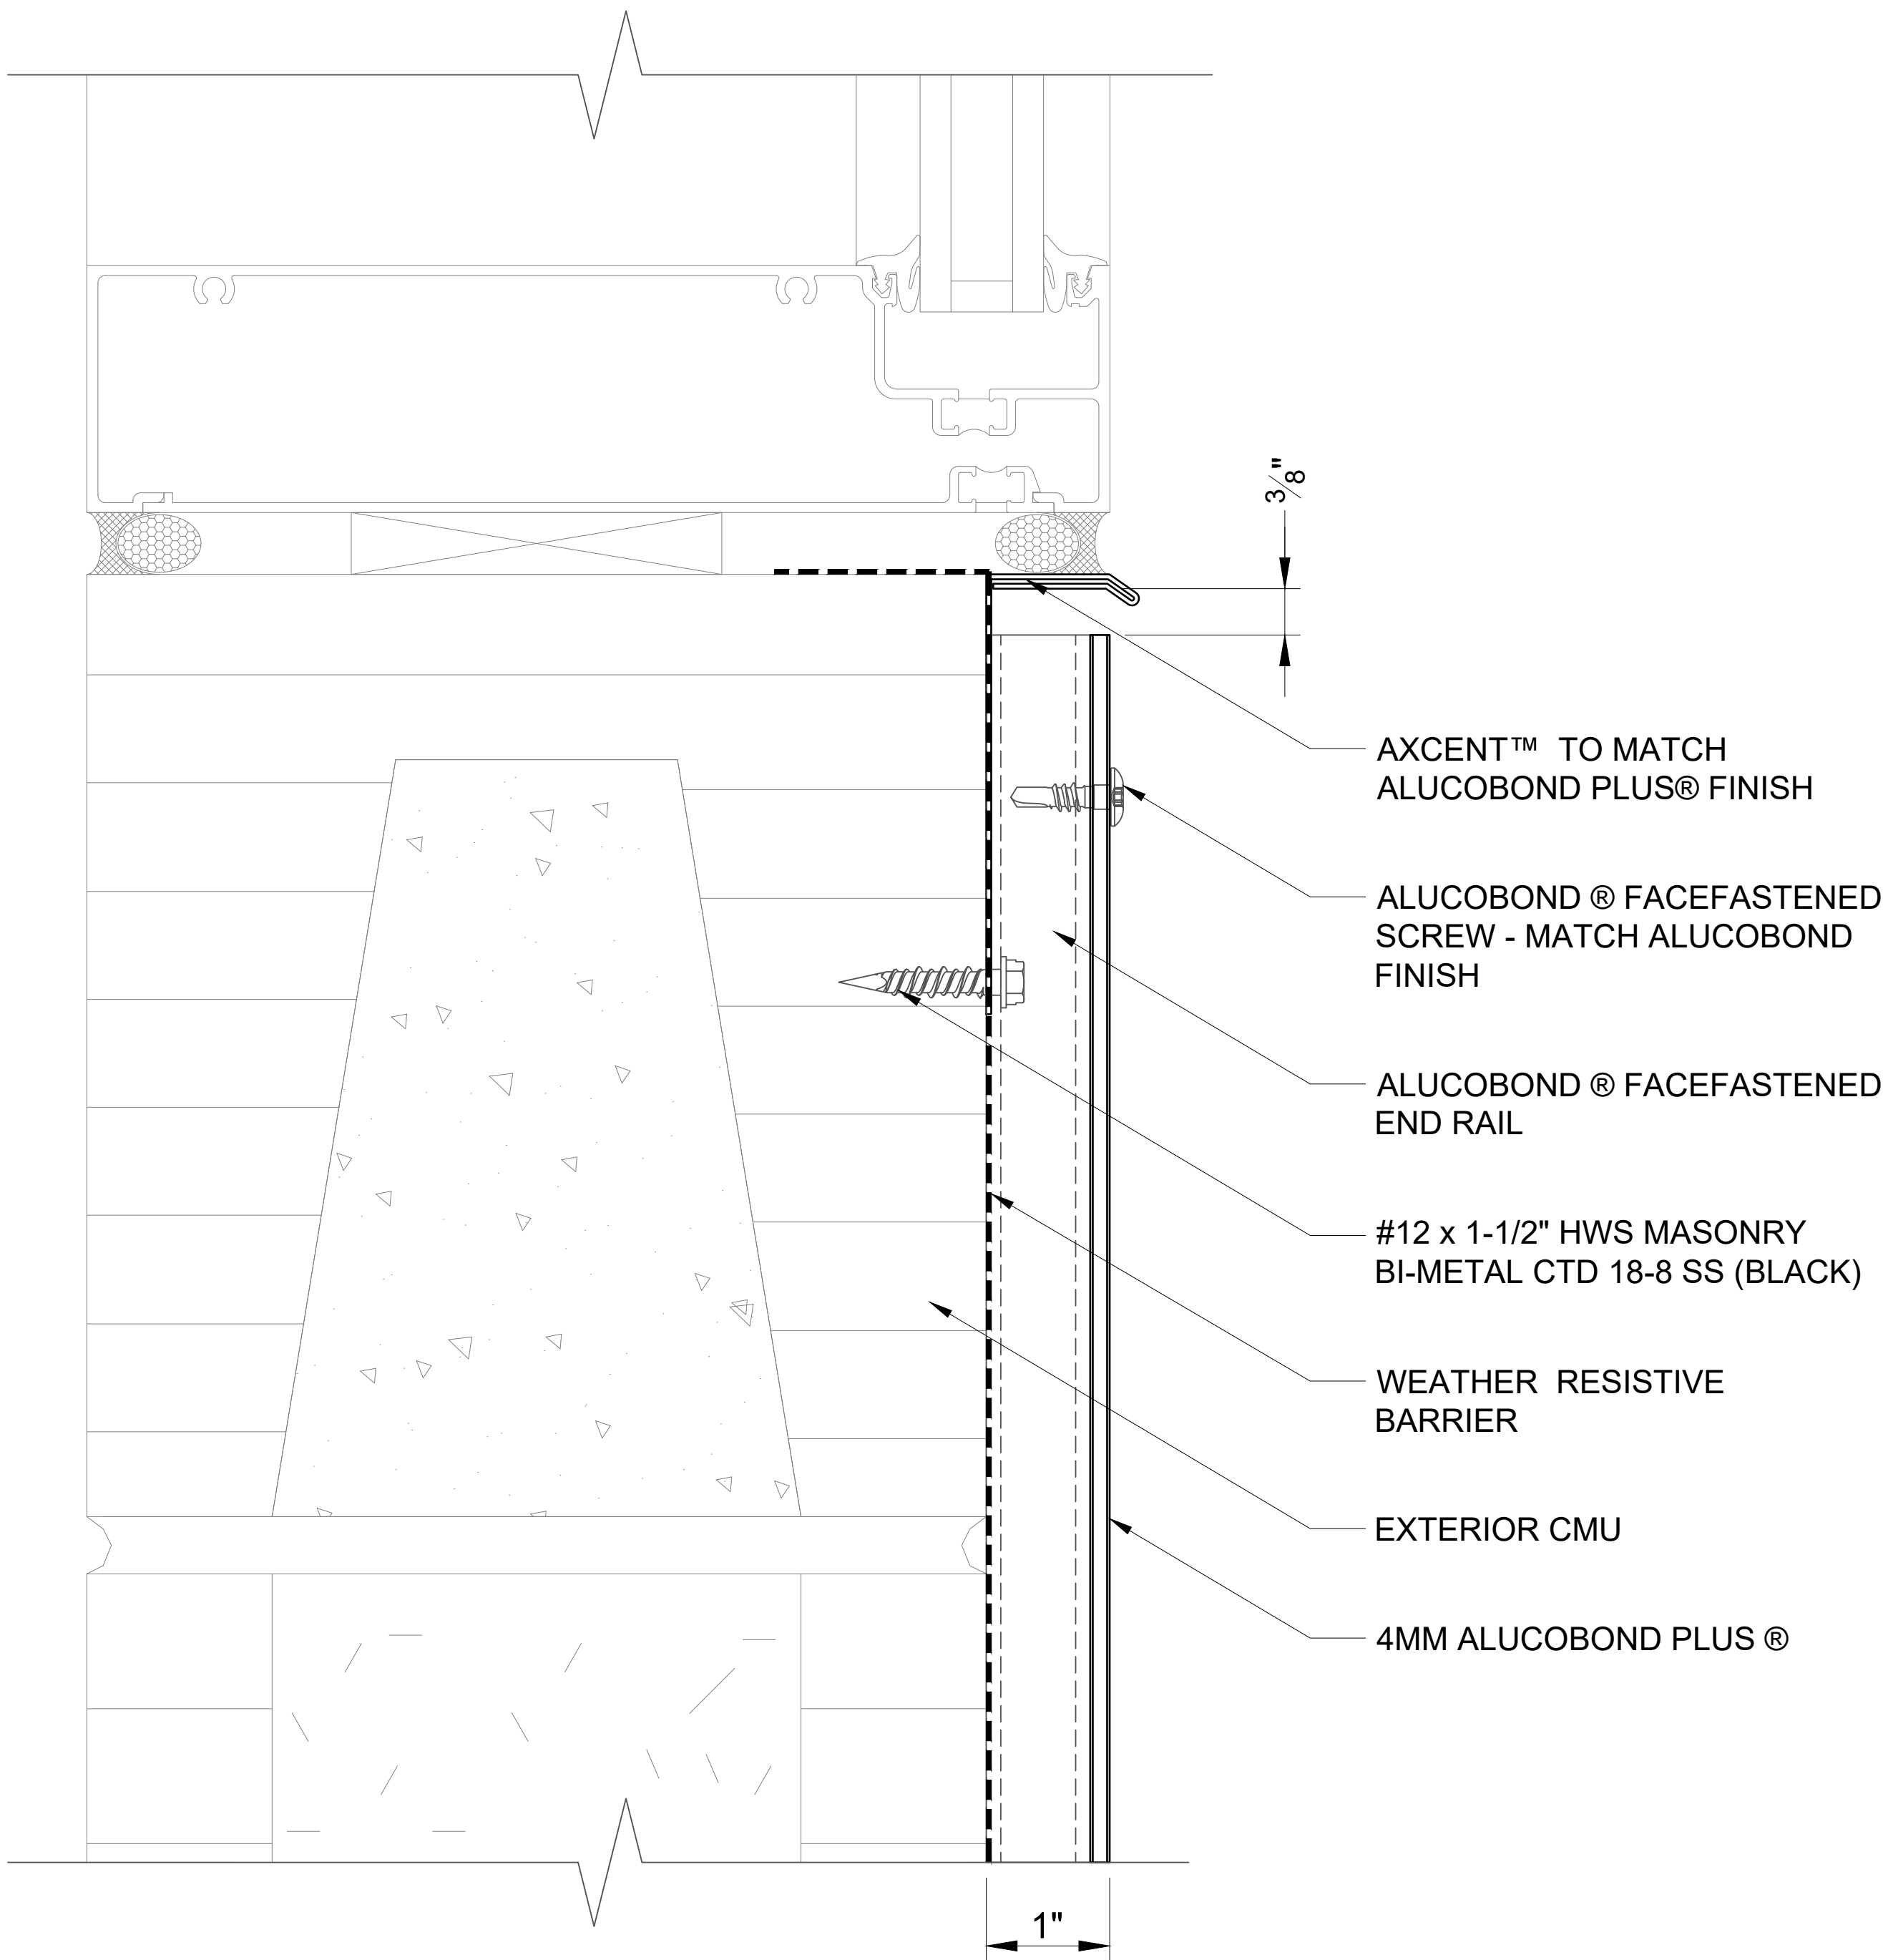 3/8"
AXCENT™ TO MATCH
ALUCOBOND PLUS® FINISH
ALUCOBOND ® FACEFASTENED
SCREW - MATCH ALUCOBOND
FINISH
ALUCOBOND ® FACEFASTENED
END RAIL
#12 x 1-1/2" HWS MASONRY
BI-METAL CTD 18-8 SS (BLACK)
WEATHER RESISTIVE
BARRIER
EXTERIOR CMU
4MM ALUCOBOND PLUS ®
1"